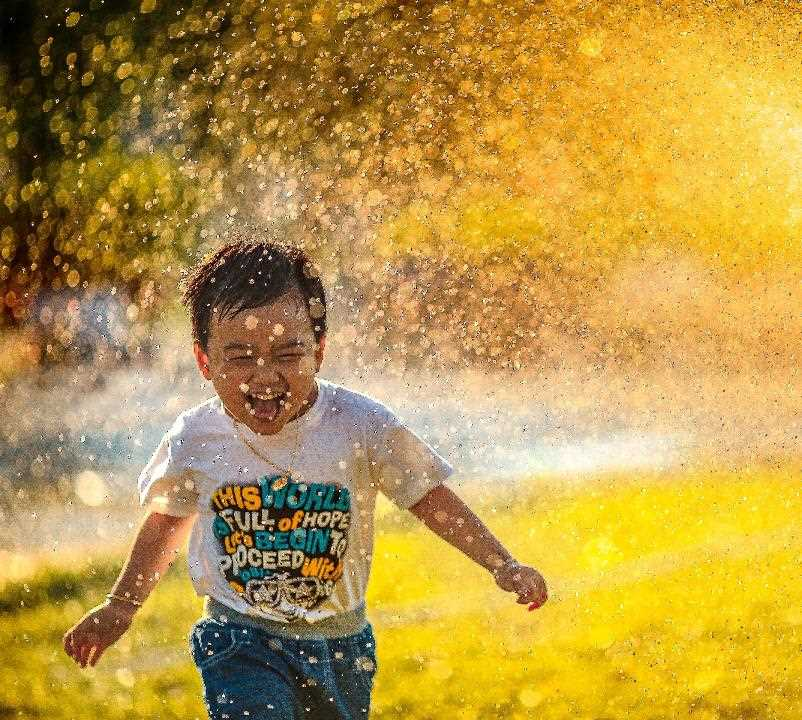 THIS WORLD
FULL of HOPE
BEGIN TO
PROCEED With